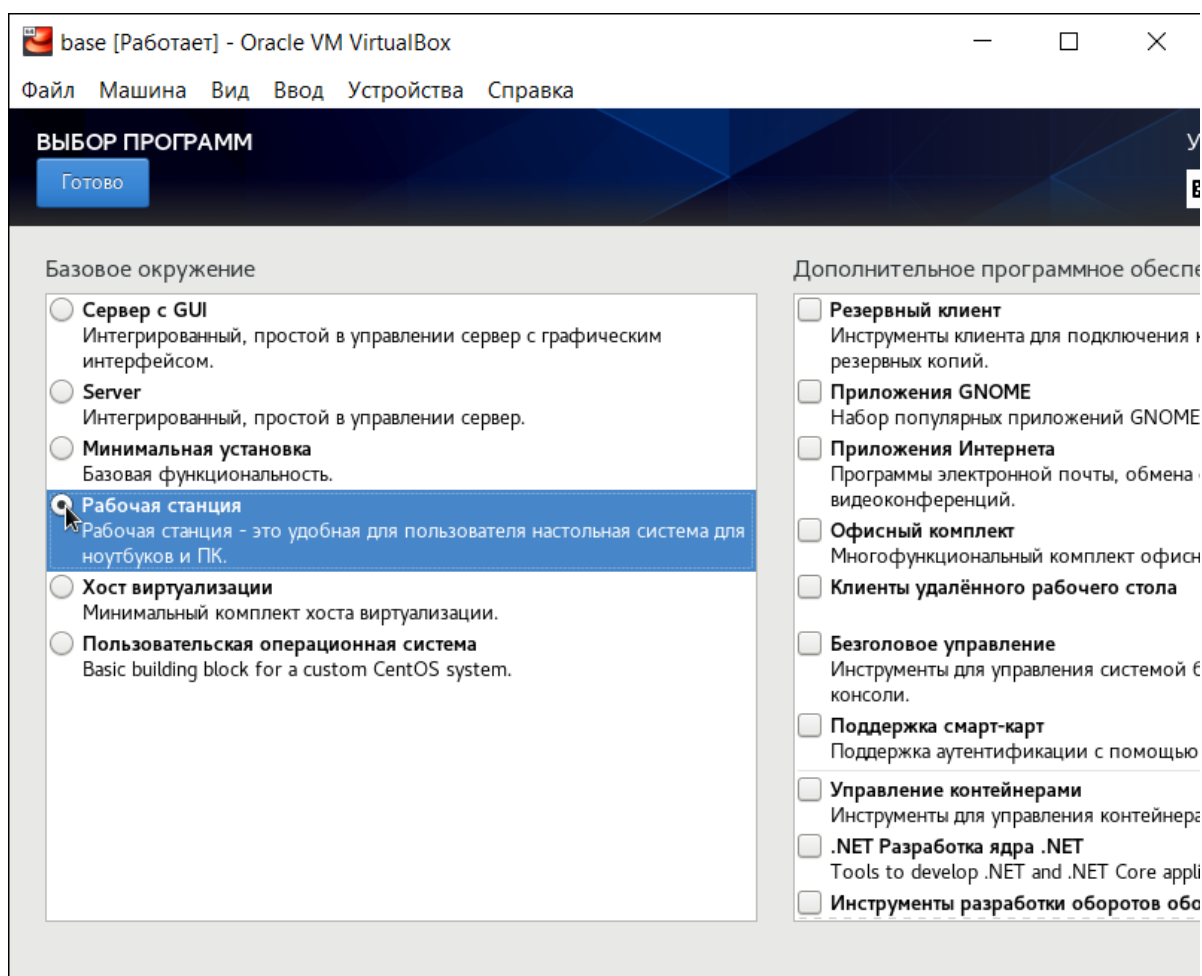 base [Работает] - Oracle VM VirtualBox
Файл Машина Вид Ввод Устройства Справка
ВЫБОР ПРОГРАММ
Готово
Базовое окружение
Сервер с GUI
Интегрированный, простой в управлении сервер с графическим
интерфейсом.
Server
Интегрированный, простой в управлении сервер.
Минимальная установка
Базовая функциональность.
Рабочая станция
Рабочая станция - это удобная для пользователя настольная система для
ноутбуков и ПК.
Хост виртуализации
Минимальный комплект хоста виртуализации.
Пользовательская операционная система
Basic building block for a custom CentOS system.
Дополнительное программное
Резервный клиент
Инструменты клиента для подключения
резервных копий.
Приложения GNOME
Набор популярных приложений GNOME
Приложения Интернета
Программы электронной почты, обмена
видеоконференций.
Офисный комплект
Многофункциональный комплект
Клиенты удалённого рабочего стола
Безголовое управление
Инструменты для управления системой
консоли.
Поддержка смарт-карт
Поддержка аутентификации с помощью
Управление контейнерами
Инструменты для управления
.NET Разработка ядра .NET
Tools to develop .NET and .NET Core
Инструменты разработки оборотов